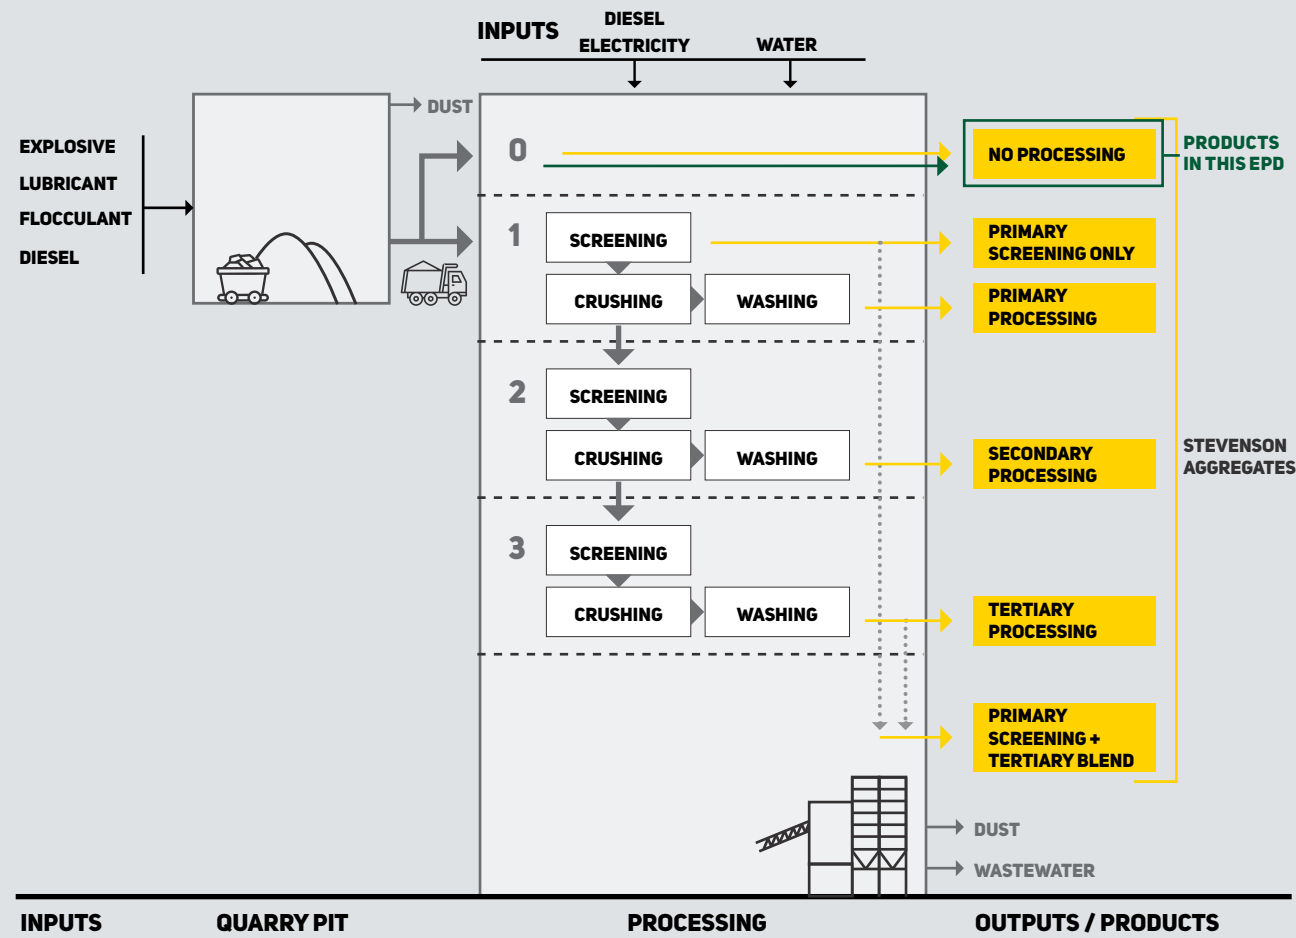 INPUTS
DIESEL
ELECTRICITY
WATER
DUST
EXPLOSIVE
LUBRICANT
FLOCCULANT
DIESEL
0
NO PROCESSING
PRODUCTS
IN THIS EPD
1
SCREENING
PRIMARY
SCREENING ONLY
CRUSHING
WASHING
PRIMARY
PROCESSING
2
SCREENING
CRUSHING
WASHING
SECONDARY
PROCESSING
STEVENSON
AGGREGATES
3
SCREENING
CRUSHING
WASHING
TERTIARY
PROCESSING
PRIMARY
SCREENING +
TERTIARY BLEND
DUST
WASTEWATER
INPUTS
QUARRY PIT
PROCESSING
OUTPUTS / PRODUCTS